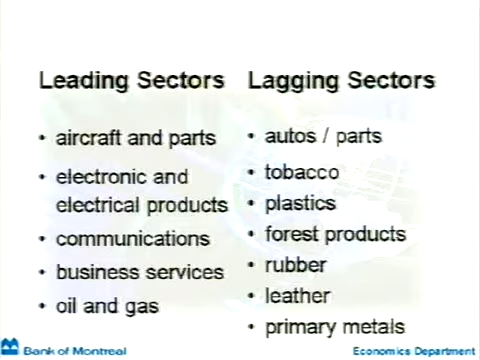 Leading Sectors
• aircraft and parts
• electronic and
electrical products
• communications
• business services
• oil and gas
Lagging Sectors
• autos / parts
• tobacco
• plastics
• forest products
• rubber
• leather
• primary metals
Bank of Montreal
Economics Department